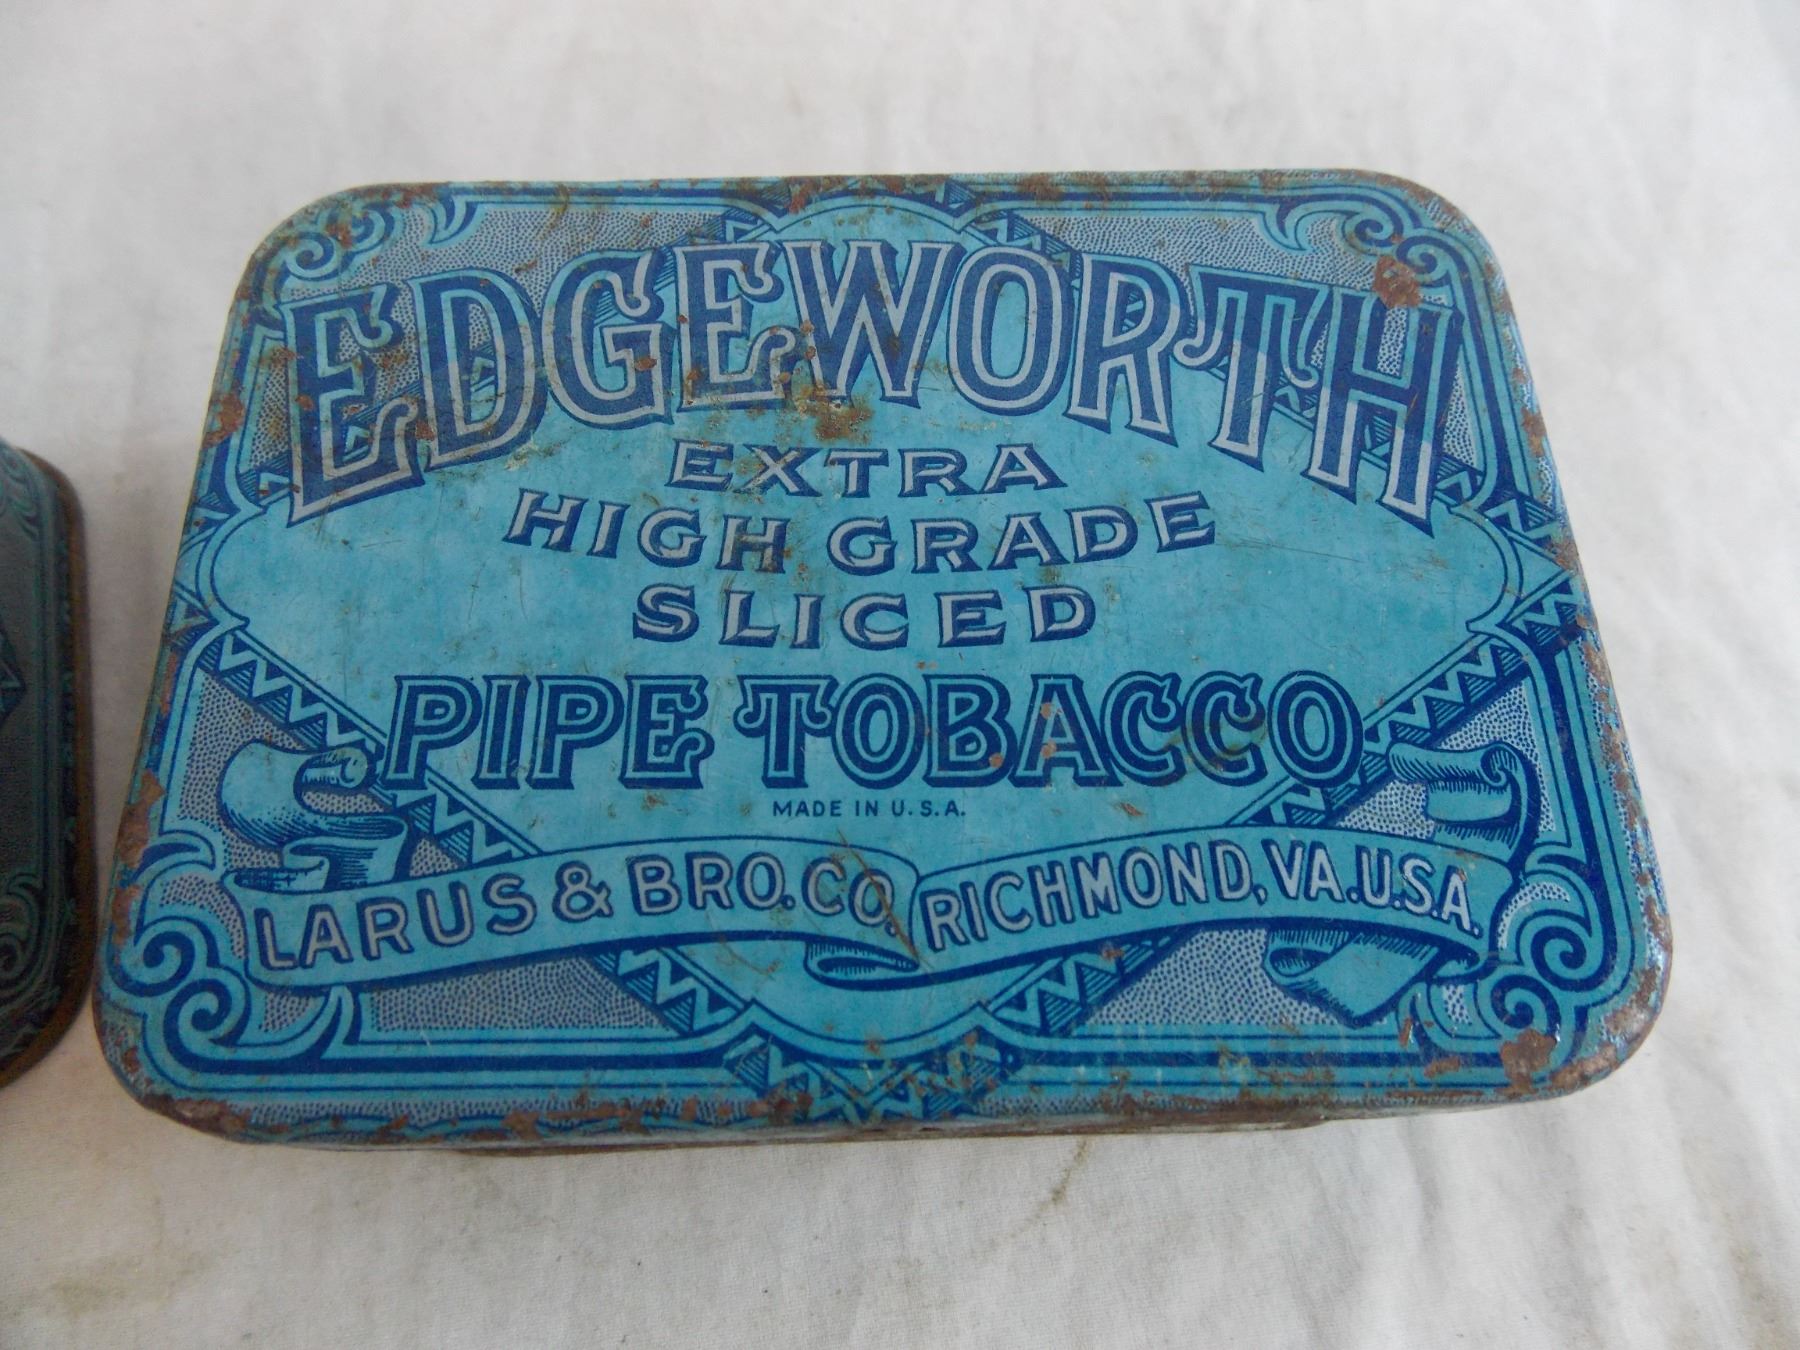 EDGEWORTH
EXTRA
HIGH GRADE
SLICED
PIPE TOBACCO
MADE IN U.S.A.
LARUS & BRO. CO. RICHMOND, VA. U.S.A.